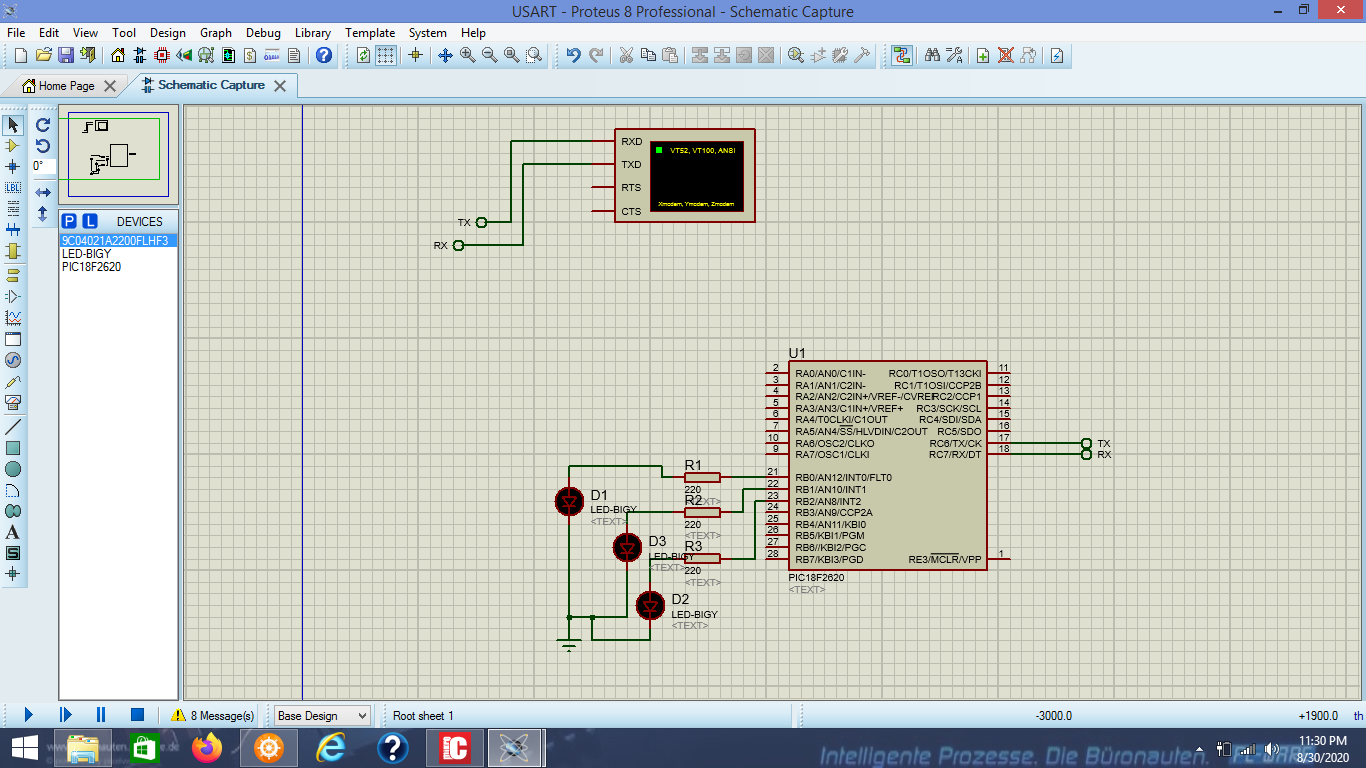 USART - Proteus 8 Professional - Schematic Capture
File Edit View Tool Design Graph Debug Library Template System Help
Home Page
Schematic Capture
0°
P L DEVICES
9C04021A2200FLHF3
LED-BIGY
PIC18F2620
RXD
TXD
RTS
CTS
VT52, VT100, ANSI
Xmodem, Ymodem, Zmodem
TX
RX
U1
2 RA0/AN0/C1IN- RC0/T1OSO/T13CKI 11
3 RA1/AN1/C2IN- RC1/T1OSI/CCP2B 12
4 RA2/AN2/C2IN+/VREF-/CVREF RC2/CCP1 13
5 RA3/AN3/C1IN+/VREF+ RC3/SCK/SCL 14
6 RA4/T0CLKI/C1OUT RC4/SDI/SDA 15
7 RA5/AN4/SS/HLVDIN/C2OUT RC5/SDO 16
10 RA6/OSC2/CLKO RC6/TX/CK 17 TX
9 RA7/OSC1/CLKI RC7/RX/DT 18 RX
21 RB0/AN12/INT0/FLT0
22 RB1/AN10/INT1
23 RB2/AN8/INT2
24 RB3/AN9/CCP2A
25 RB4/AN11/KBI0
26 RB5/KBI1/PGM
27 RB6/KBI2/PGC
28 RB7/KBI3/PGD RE3/MCLR/VPP 1
PIC18F2620
<TEXT>
R1
220
<TEXT>
R2
220
<TEXT>
R3
220
<TEXT>
D1
LED-BIGY
<TEXT>
D3
LED-BIGY
<TEXT>
D2
LED-BIGY
<TEXT>
8 Message(s) Base Design Root sheet 1 -3000.0 +1900.0 th
Intelligente Prozesse. Die Büronauten.
11:30 PM
8/30/2020